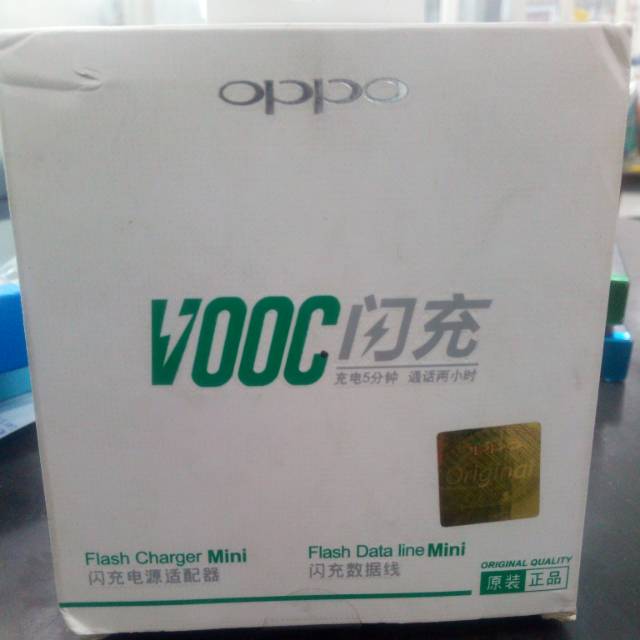 oppo
VOOC闪充
充电5分钟 通话两小时
Original
Flash Charger Mini
闪充电源适配器
Flash Data line Mini
闪充数据线
ORIGINAL QUALITY
原装 正品